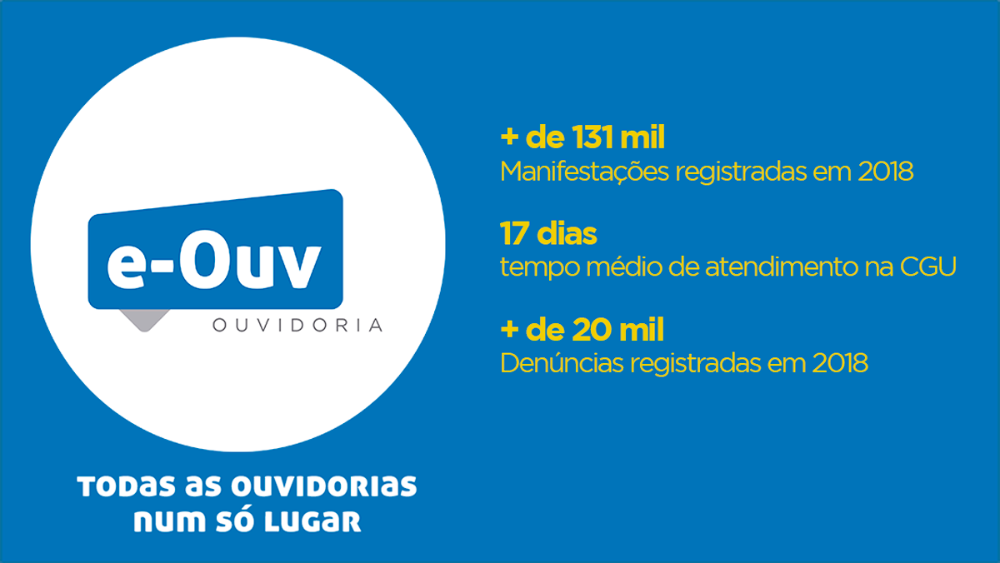 e-Ouv
OUVIDORIA
TODAS AS OUVIDORIAS
NUM SÓ LUGAR
+ de 131 mil
Manifestações registradas em 2018
17 dias
tempo médio de atendimento na CGU
+ de 20 mil
Denúncias registradas em 2018